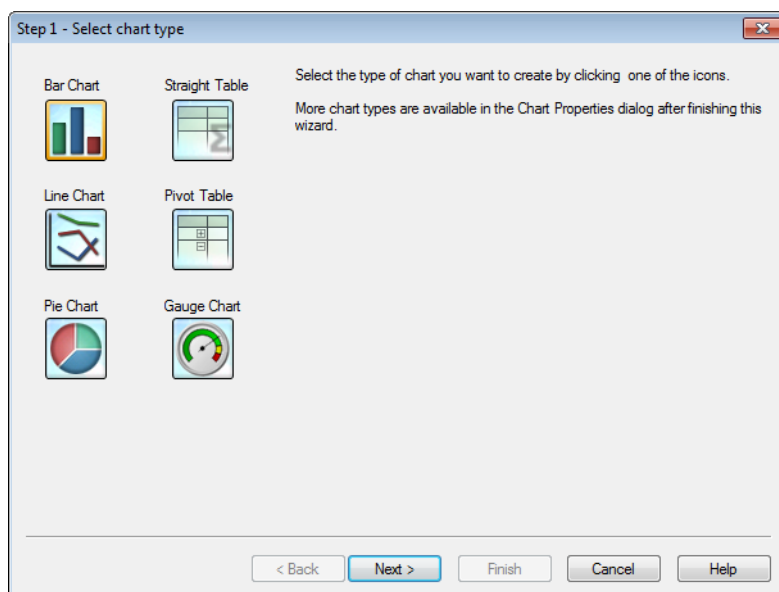 Step 1 - Select chart type
Bar Chart
Straight Table
Select the type of chart you want to create by clicking one of the icons.
More chart types are available in the Chart Properties dialog after finishing this
wizard.
Line Chart
Pivot Table
Pie Chart
Gauge Chart
< Back
Next >
Finish
Cancel
Help